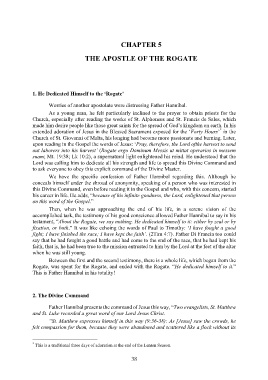 CHAPTER 5
THE APOSTLE OF THE ROGATE
1. He Dedicated Himself to the ‘Rogate’
Worries of another apostolate were distressing Father Hannibal.
As a young man, he felt particularly inclined to the prayer to obtain priests for the
Church, especially after reading the works of St. Alphonsus and St. Francis de Sales, which
made him desire people like those great saints for the spread of God’s kingdom on earth. In his
extended adoration of Jesus in the Blessed Sacrament exposed for the “Forty Hours” in the
Church of St. Giovanni of Malta, his longing had become more passionate and burning. Later,
upon reading in the Gospel the words of Jesus: ‘Pray, therefore, the Lord of the harvest to send
out laborers into his harvest’ (Rogate ergo Dominum Messis ut mittat operarios in messem
suam; Mt. 9:38; Lk 10:2), a supernatural light enlightened his mind. He understood that the
Lord was calling him to dedicate all his strength and life to spread this Divine Command and
to ask everyone to obey this explicit command of the Divine Master.
We have the specific confession of Father Hannibal regarding this. Although he
conceals himself under the shroud of anonymity, speaking of a person who was interested in
this Divine Command, even before reading it in the Gospel and who, with this concern, started
his career in life. He adds, “because of his infinite goodness, the Lord, enlightened that person
on this word of the Gospel.”
Then, when he was approaching the end of his life, in a serene vision of the
accomplished task, the testimony of his good conscience allowed Father Hannibal to say in his
testament, “About the Rogate, we say nothing. He dedicated himself to it: either by zeal or by
fixation, or both.” It was like echoing the words of Paul to Timothy: ‘I have fought a good
fight; I have finished the race, I have kept the faith’. (2Tim 4:7). Father Di Francia too could
say that he had fought a good battle and had come to the end of the race, that he had kept his
faith, that is, he had been true to the mission entrusted to him by the Lord at the foot of the altar
when he was still young.
Between the first and the second testimony, there is a whole life, which began from the
Rogate, was spent for the Rogate, and ended with the Rogate. “He dedicated himself to it.”
This is Father Hannibal in his totality!
2. The Divine Command
Father Hannibal presents the command of Jesus this way, “Two evangelists, St. Matthew
and St. Luke recorded a great word of our Lord Jesus Christ.
“St. Matthew expresses himself in this way (9:36-38): As [Jesus] saw the crowds, he
felt compassion for them, because they were abandoned and scattered like a flock without its
This is a traditional three days of adoration at the end of the Lenten Season.
58